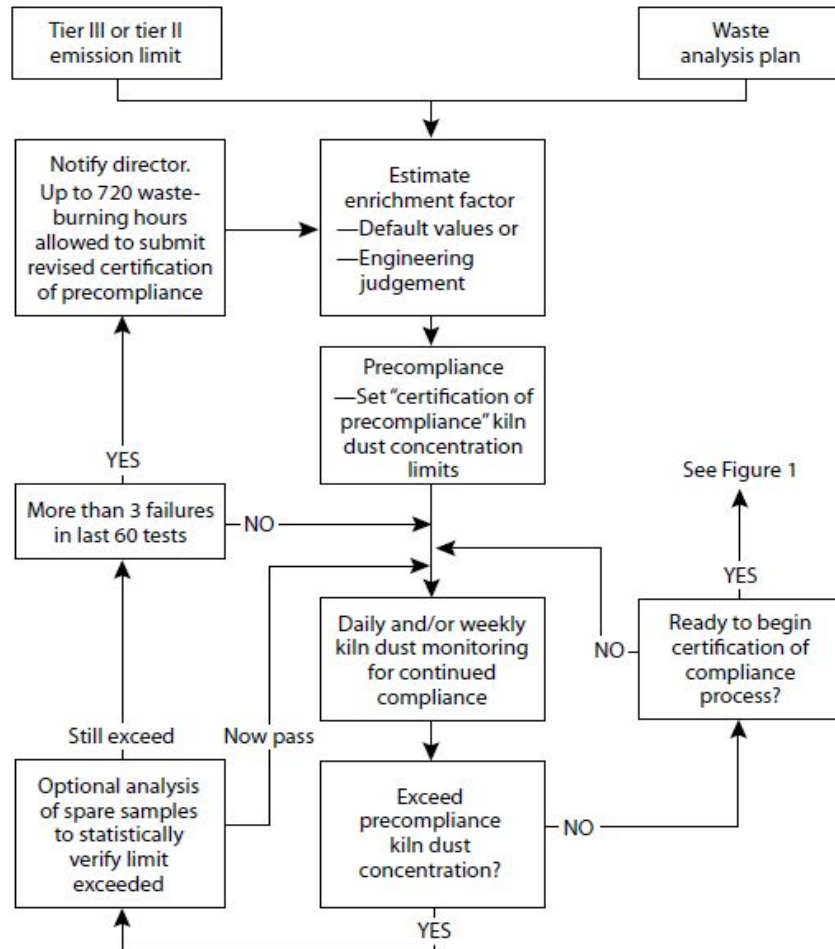 Tier III or tier II
emission limit
Waste
analysis plan
Notify director.
Up to 720 waste-
burning hours
allowed to submit
revised certification
of precompliance
Estimate
enrichment factor
—Default values or
—Engineering
judgement
Precompliance
—Set “certification of
precompliance” kiln
dust concentration
limits
YES
See Figure 1
More than 3 failures
in last 60 tests
NO
YES
Daily and/or weekly
kiln dust monitoring
for continued
compliance
NO
Ready to begin
certification of
compliance
process?
Still exceed
Now pass
Optional analysis
of spare samples
to statistically
verify limit
exceeded
Exceed
precompliance
kiln dust
concentration?
NO
YES